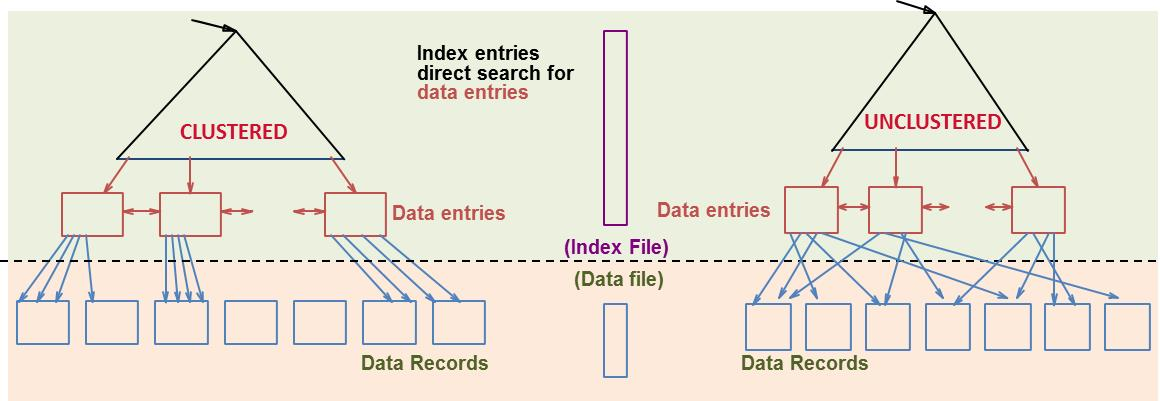 Index entries
direct search for
data entries
CLUSTERED
UNCLUSTERED
Data entries
Data entries
(Index File)
(Data file)
Data Records
Data Records